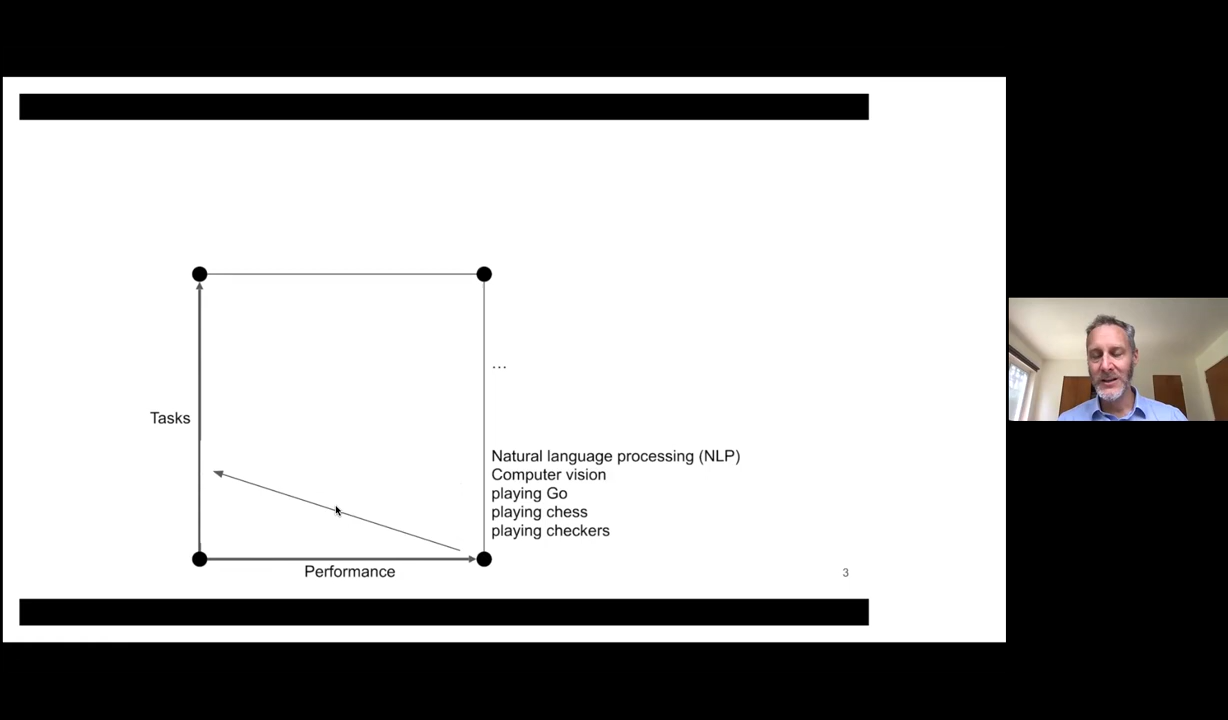 ...
Tasks
Natural language processing (NLP)
Computer vision
playing Go
playing chess
playing checkers
Performance
3